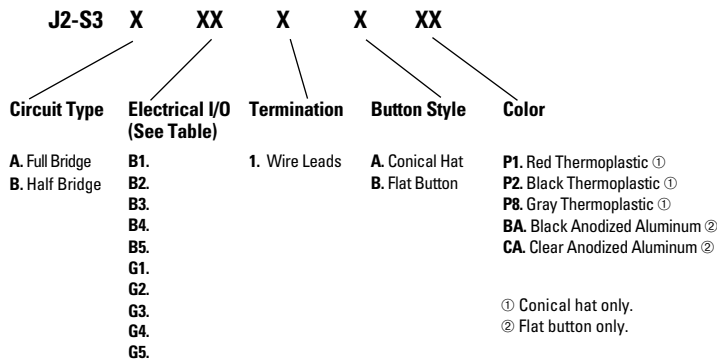 J2-S3 X XX X X XX
Circuit Type
A. Full Bridge
B. Half Bridge
Electrical I/O
(See Table)
B1.
B2.
B3.
B4.
B5.
G1.
G2.
G3.
G4.
G5.
Termination
1. Wire Leads
Button Style
A. Conical Hat
B. Flat Button
Color
P1. Red Thermoplastic ①
P2. Black Thermoplastic ①
P8. Gray Thermoplastic ①
BA. Black Anodized Aluminum ②
CA. Clear Anodized Aluminum ②
① Conical hat only.
② Flat button only.